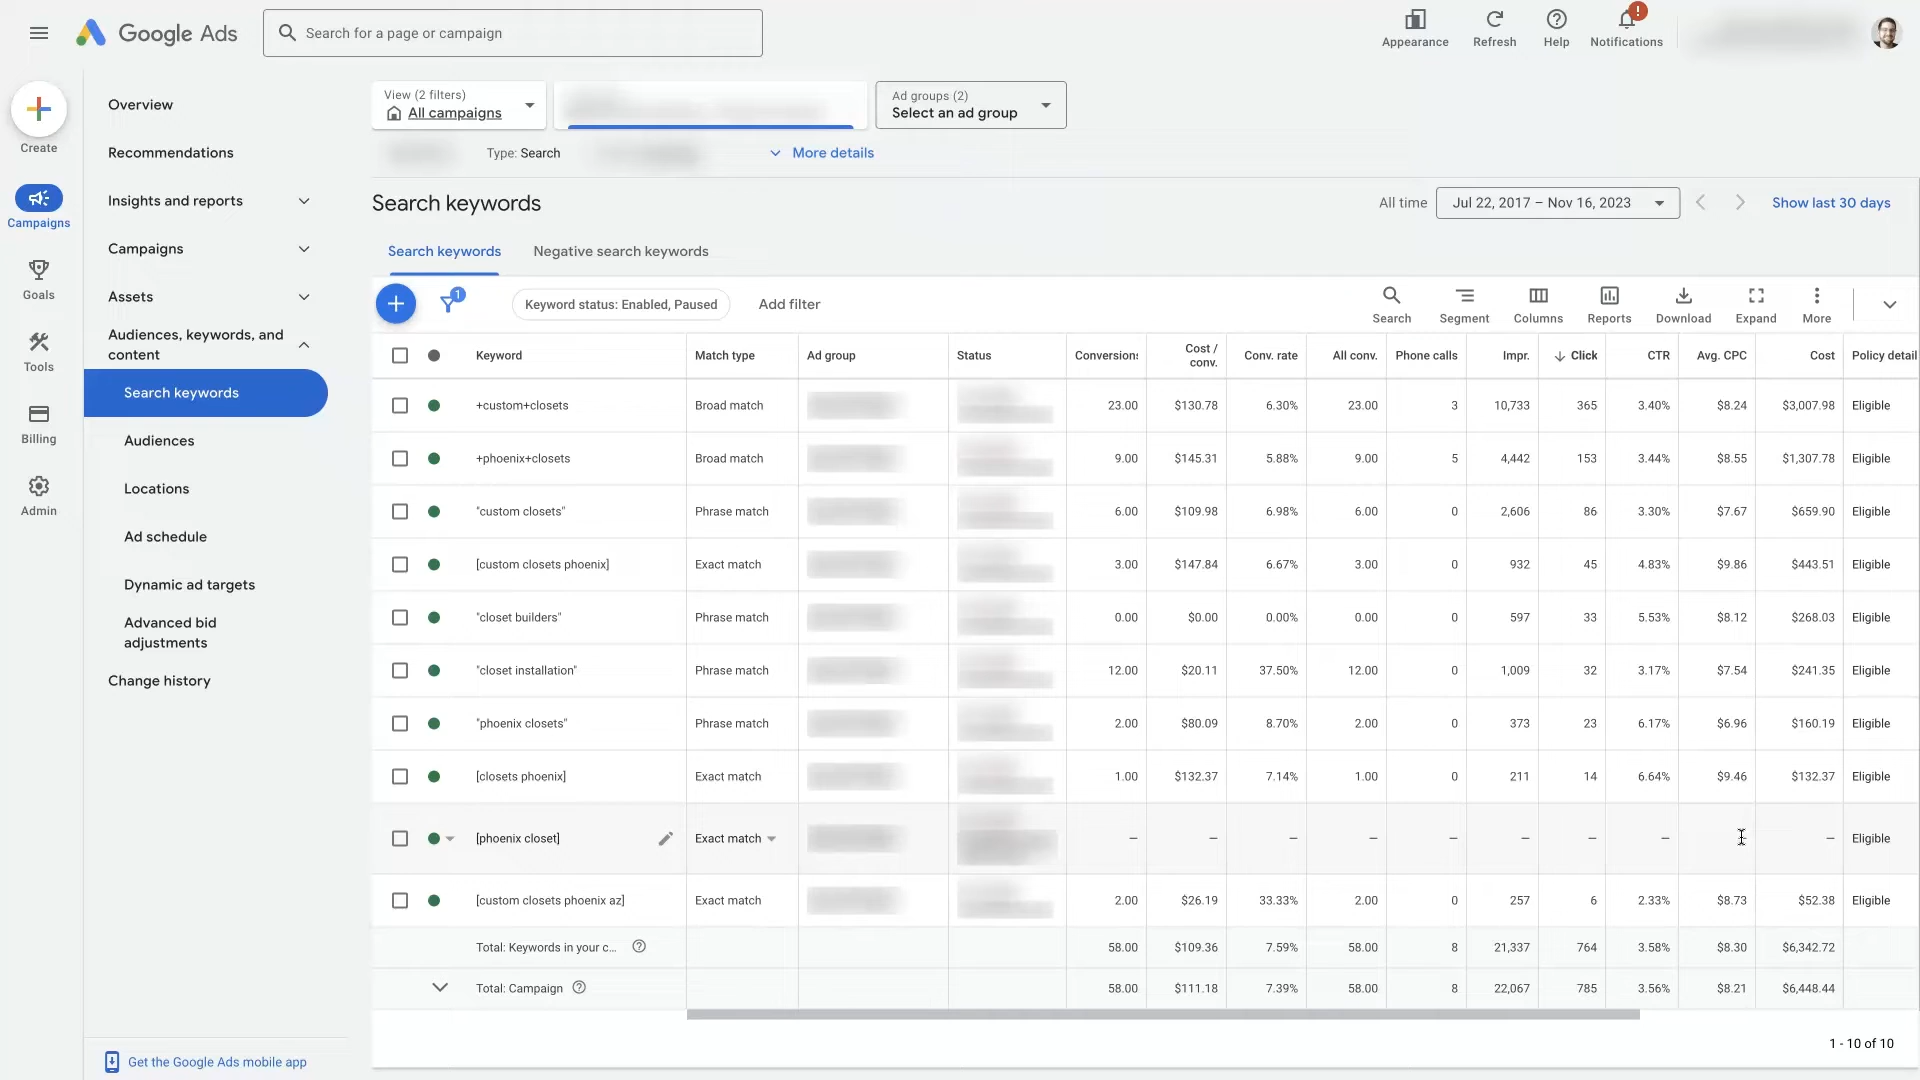 Google Ads
Search for a page or campaign
Appearance
Refresh
Help
!
Notifications
Create
Campaigns
Goals
Tools
Billing
Admin
Overview
Recommendations
Insights and reports
Campaigns
Assets
Audiences, keywords, and
content
Search keywords
Audiences
Locations
Ad schedule
Dynamic ad targets
Advanced bid
adjustments
Change history
Get the Google Ads mobile app
View (2 filters)
All campaigns
Ad groups (2)
Select an ad group
Type: Search
More details
Search keywords
All time Jul 22, 2017 – Nov 16, 2023 Show last 30 days
Search keywords Negative search keywords
1
Keyword status: Enabled, Paused Add filter
Search Segment Columns Reports Download Expand More
Keyword Match type Ad group Status Conversions Cost / conv. Conv. rate All conv. Phone calls Impr. Click CTR Avg. CPC Cost Policy detail
+custom+closets Broad match 23.00 $130.78 6.30% 23.00 3 10,733 365 3.40% $8.24 $3,007.98 Eligible
+phoenix+closets Broad match 9.00 $145.31 5.88% 9.00 5 4,442 153 3.44% $8.55 $1,307.78 Eligible
"custom closets" Phrase match 6.00 $109.98 6.98% 6.00 0 2,606 86 3.30% $7.67 $659.90 Eligible
[custom closets phoenix] Exact match 3.00 $147.84 6.67% 3.00 0 932 45 4.83% $9.86 $443.51 Eligible
"closet builders" Phrase match 0.00 $0.00 0.00% 0.00 0 597 33 5.53% $8.12 $268.03 Eligible
"closet installation" Phrase match 12.00 $20.11 37.50% 12.00 0 1,009 32 3.17% $7.54 $241.35 Eligible
"phoenix closets" Phrase match 2.00 $80.09 8.70% 2.00 0 373 23 6.17% $6.96 $160.19 Eligible
[closets phoenix] Exact match 1.00 $132.37 7.14% 1.00 0 211 14 6.64% $9.46 $132.37 Eligible
[phoenix closet] Exact match – – – – – – – – – – Eligible
[custom closets phoenix az] Exact match 2.00 $26.19 33.33% 2.00 0 257 6 2.33% $8.73 $52.38 Eligible
Total: Keywords in your c... 58.00 $109.36 7.59% 58.00 8 21,337 764 3.58% $8.30 $6,342.72
Total: Campaign 58.00 $111.18 7.39% 58.00 8 22,067 785 3.56% $8.21 $6,448.44
1 - 10 of 10